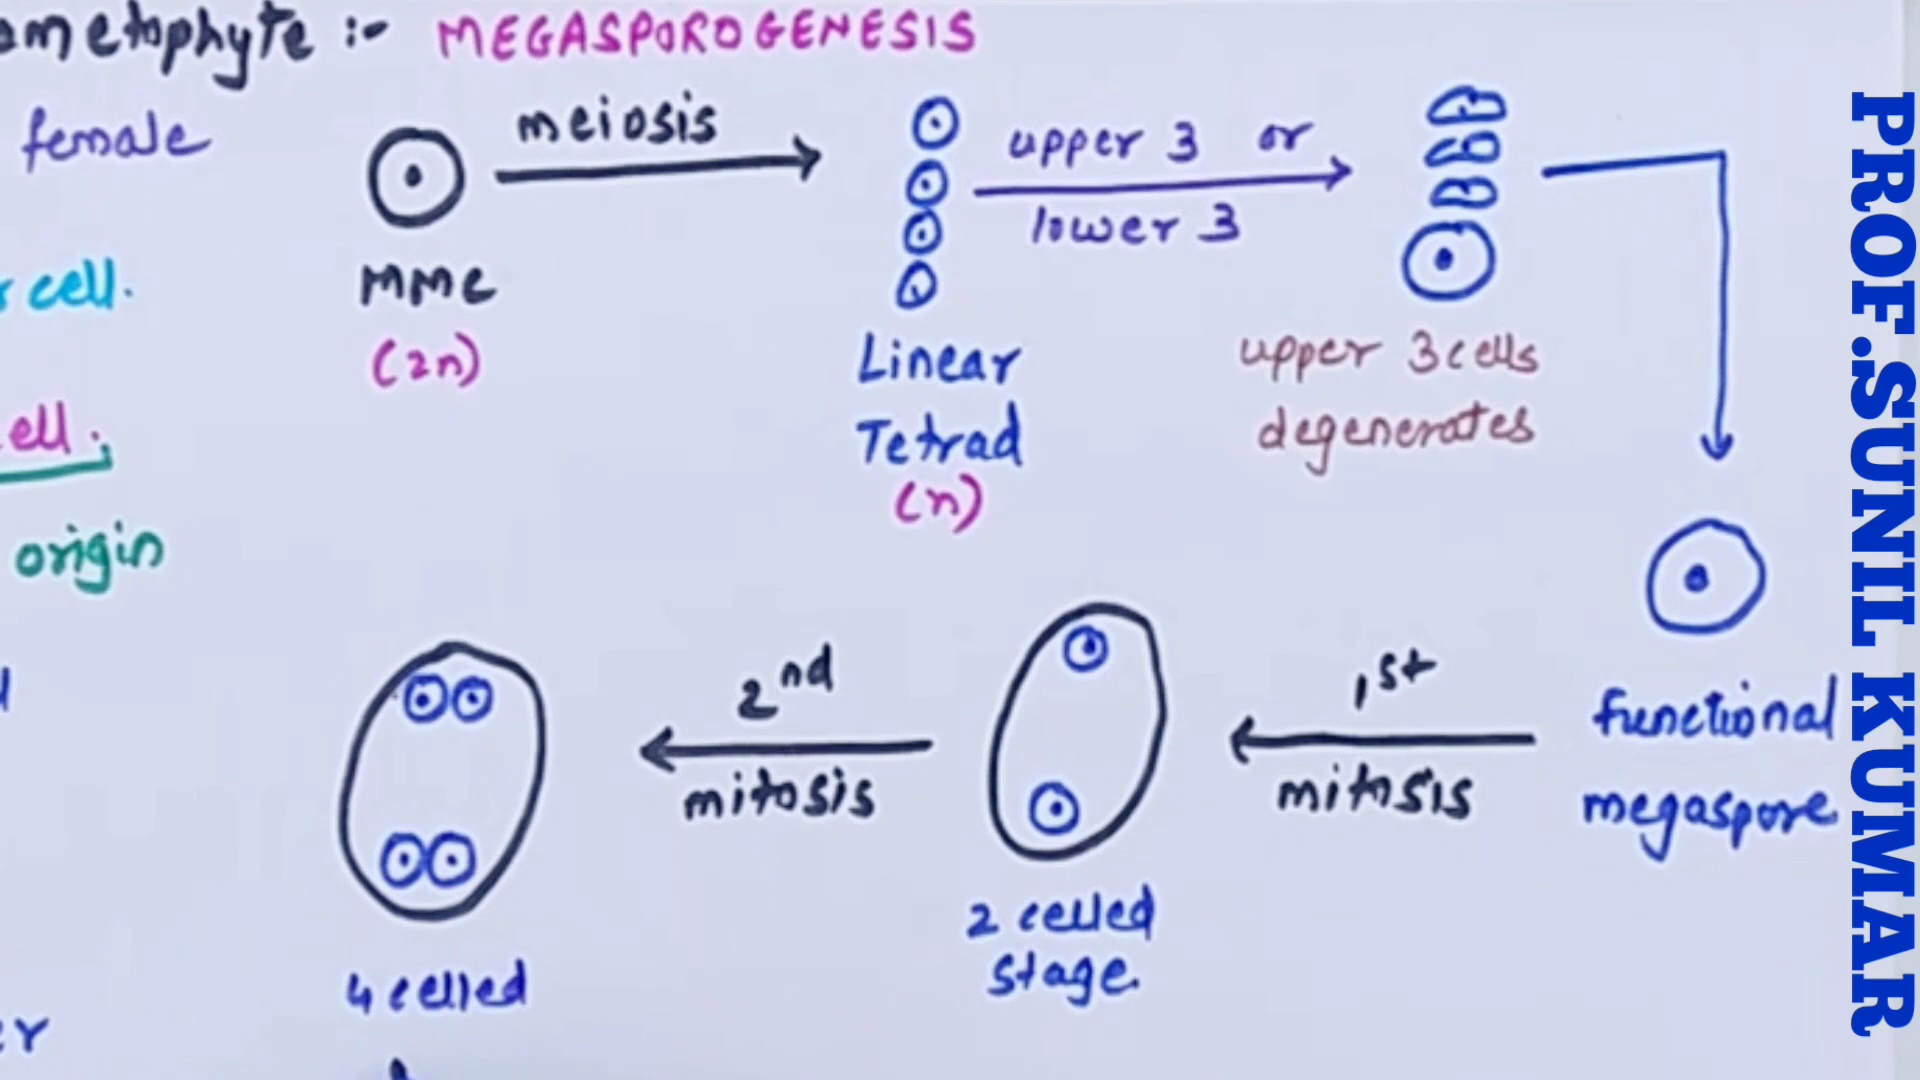 ametophyte :- MEGASPOROGENESIS
female
meiosis
upper 3 or
lower 3
cell.
MMC
(2n)
Linear
Tetrad
(n)
upper 3 cells
degenerates
ell.
origin
functional
megaspore
1st
mitosis
2nd
mitosis
2 celled
stage
4 celled
er
PROF.SUNIL KUMAR